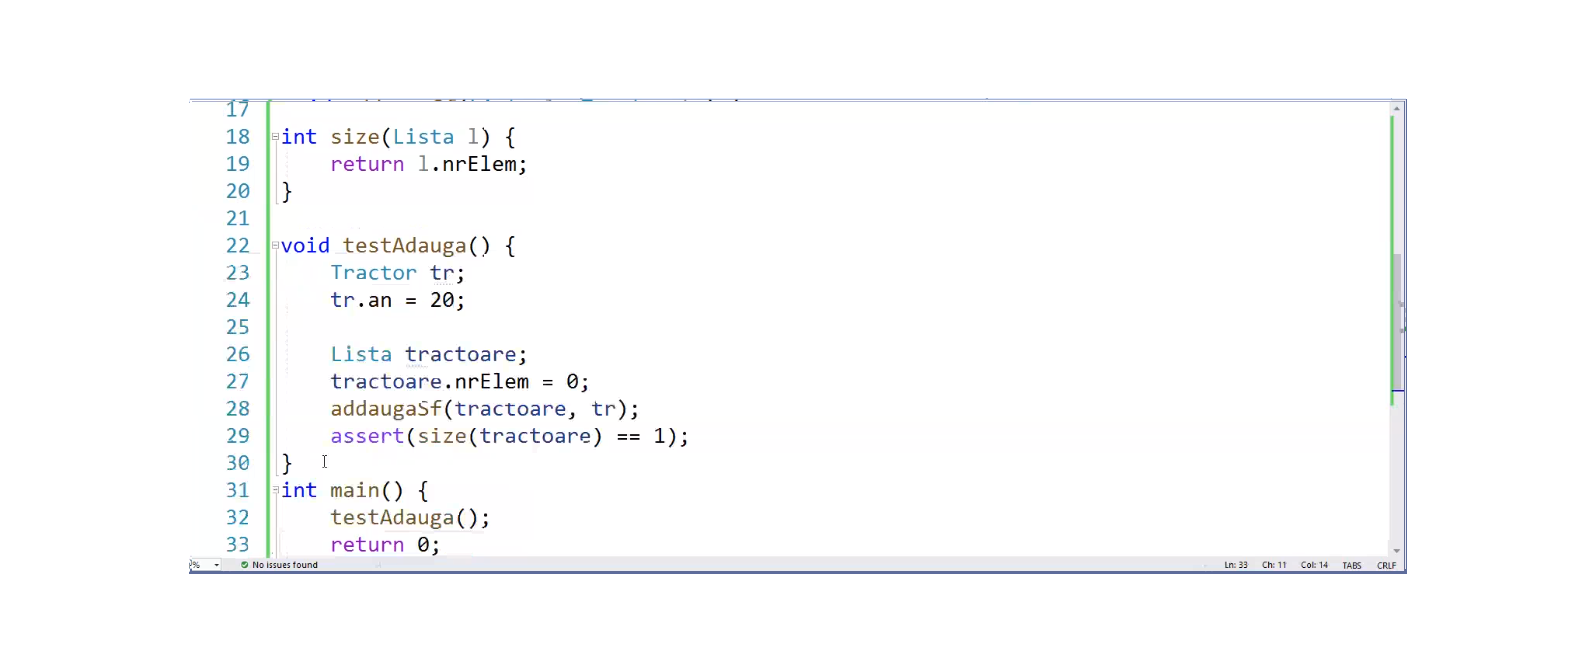 17
18 int size(Lista l) {
19 return l.nrElem;
20 }
21
22 void testAdauga() {
23 Tractor tr;
24 tr.an = 20;
25
26 Lista tractoare;
27 tractoare.nrElem = 0;
28 addaugaSf(tractoare, tr);
29 assert(size(tractoare) == 1);
30 }
31 int main() {
32 testAdauga();
33 return 0;
% No issues found Ln: 33 Ch: 11 Col: 14 TABS CRLF